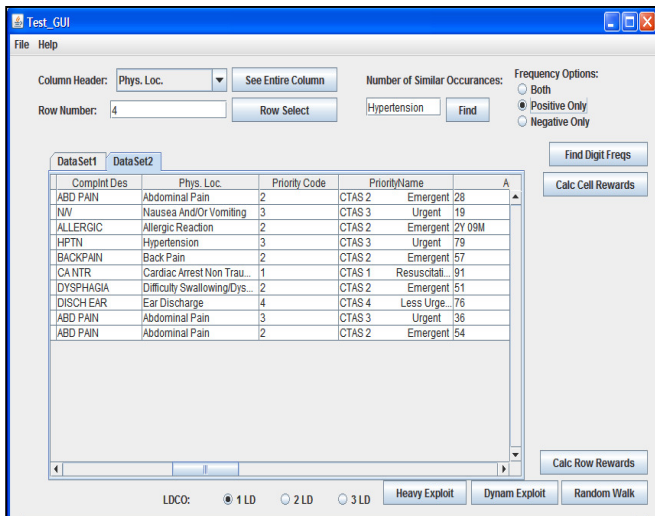 Test_GUI
File Help
Column Header: Phys. Loc. See Entire Column Number of Similar Occurances: Frequency Options:
Both
Row Number: 4 Row Select Hypertension Find Positive Only
Negative Only
Find Digit Freqs
DataSet1 DataSet2
Calc Cell Rewards
Complnt Des Phys. Loc. Priority Code PriorityName A
ABD PAIN Abdominal Pain 2 CTAS 2 Emergent 28
N/V Nausea And/Or Vomiting 3 CTAS 3 Urgent 19
ALLERGIC Allergic Reaction 2 CTAS 2 Emergent 2Y 09M
HPTN Hypertension 3 CTAS 3 Urgent 79
BACKPAIN Back Pain 2 CTAS 2 Emergent 57
CA NTR Cardiac Arrest Non Trau... 1 CTAS 1 Resuscitati... 91
DYSPHAGIA Difficulty Swallowing/Dys... 2 CTAS 2 Emergent 51
DISCH EAR Ear Discharge 4 CTAS 4 Less Urge... 76
ABD PAIN Abdominal Pain 3 CTAS 3 Urgent 36
ABD PAIN Abdominal Pain 2 CTAS 2 Emergent 54
Calc Row Rewards
LDCO: 1 LD 2 LD 3 LD Heavy Exploit Dynam Exploit Random Walk